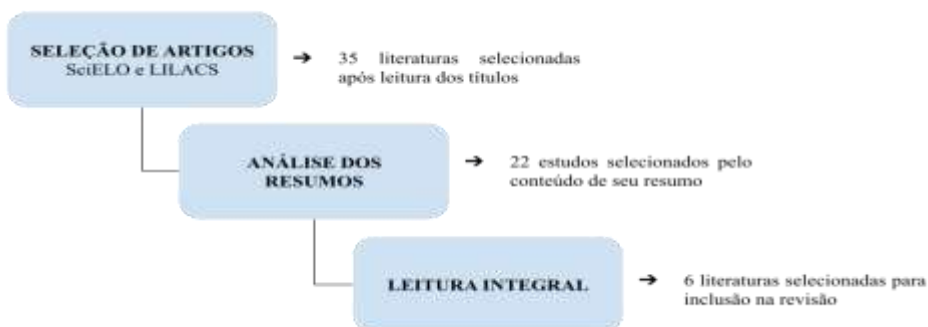 SELEÇÃO DE ARTIGOS
SciELO e LILACS
➔ 35 literaturas selecionadas
após leitura dos títulos
ANÁLISE DOS
RESUMOS
➔ 22 estudos selecionados pelo
conteúdo de seu resumo
LEITURA INTEGRAL
➔ 6 literaturas selecionadas para
inclusão na revisão